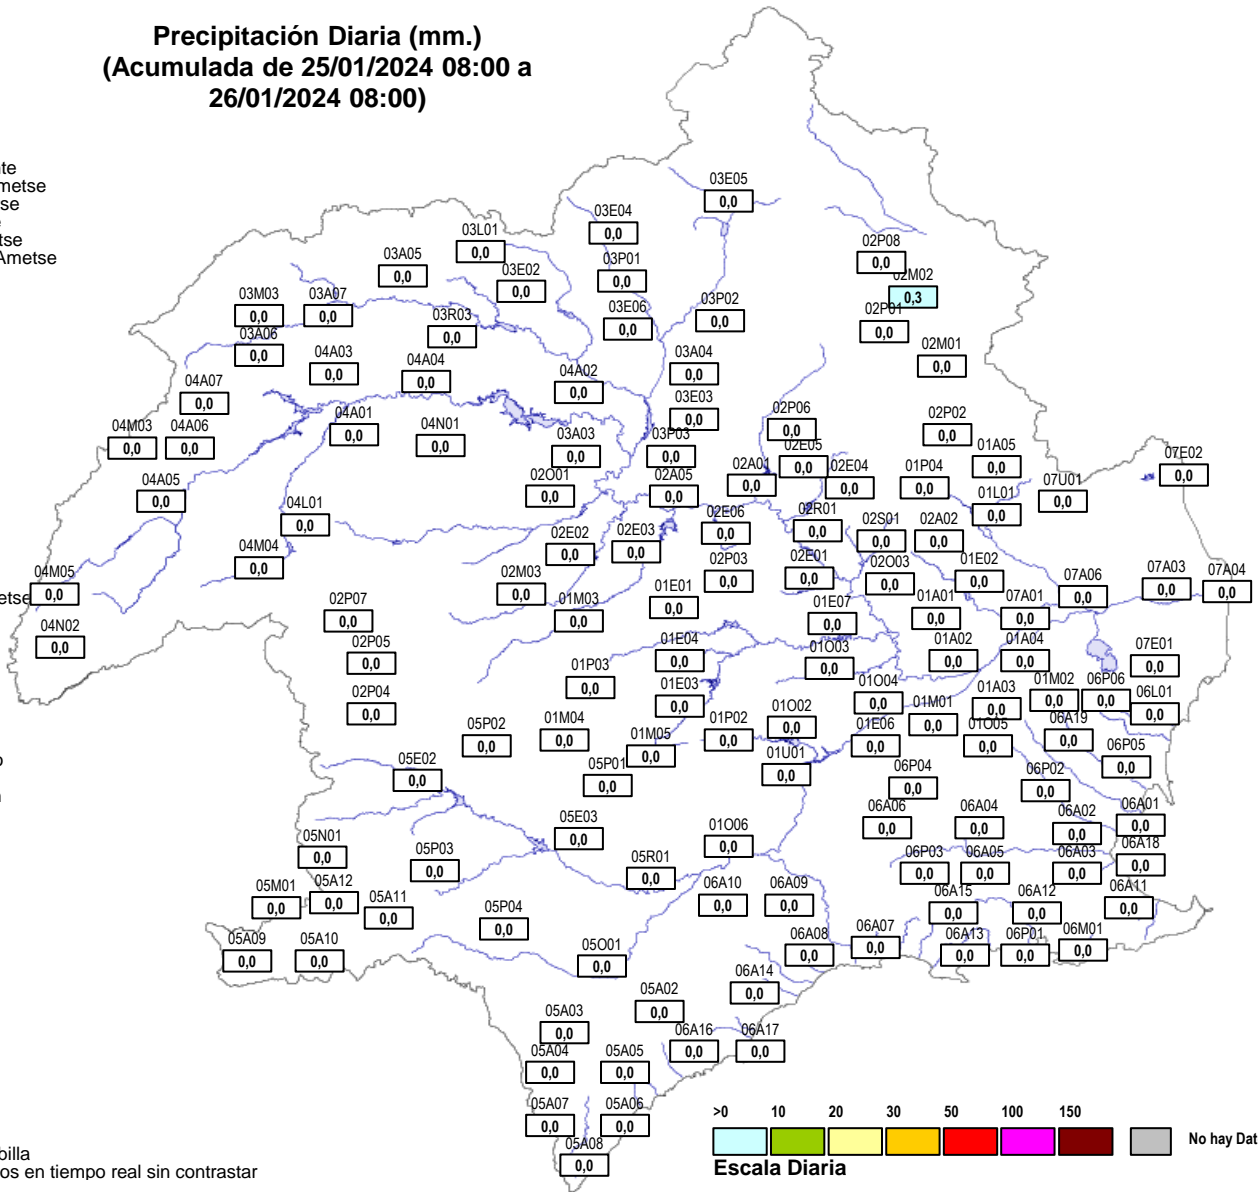 Precipitación Diaria (mm.)
(Acumulada de 25/01/2024 08:00 a
26/01/2024 08:00)
03E05
0,0
03E04
0,0
03L01
0,0
03A05
0,0
03P01
0,0
03E02
0,0
02P08
0,0
02M02
0,3
03M03
0,0
03A07
0,0
03P02
0,0
03E06
0,0
02P01
0,0
03R03
0,0
03A06
0,0
04A03
0,0
04A04
0,0
03A04
0,0
02M01
0,0
04A02
0,0
04A07
0,0
03E03
0,0
04A01
0,0
02P06
0,0
02P02
0,0
04M03
0,0
04A06
0,0
04N01
0,0
03A03
0,0
03P03
0,0
02E05
0,0
01A05
0,0
07E02
0,0
02E04
0,0
01P04
0,0
02A01
0,0
04A05
0,0
02O01
0,0
02A05
0,0
07U01
0,0
01L01
0,0
04L01
0,0
02E06
0,0
02R01
0,0
02S01
0,0
02A02
0,0
02E02
0,0
02E03
0,0
04M04
0,0
02P03
0,0
02E01
0,0
02O03
0,0
01E02
0,0
04M05
0,0
02M03
0,0
07A06
0,0
07A03
0,0
07A04
0,0
etse
01E01
0,0
02P07
0,0
01M03
0,0
01E07
0,0
01A01
0,0
07A01
0,0
04N02
0,0
02P05
0,0
01E04
0,0
01O03
0,0
01A02
0,0
01A04
0,0
07E01
0,0
01P03
0,0
01E03
0,0
02P04
0,0
01O04
0,0
01A03
0,0
01M02
0,0
06P06
0,0
06L01
0,0
01M01
0,0
05P02
0,0
01M04
0,0
01P02
0,0
01O02
0,0
01E06
0,0
01O05
0,0
06A19
0,0
01M05
0,0
01U01
0,0
06P05
0,0
05E02
0,0
05P01
0,0
06P04
0,0
06P02
0,0
06A06
0,0
06A04
0,0
06A02
0,0
06A01
0,0
05E03
0,0
01O06
0,0
05N01
0,0
05P03
0,0
05R01
0,0
06P03
0,0
06A05
0,0
06A03
0,0
06A18
0,0
05M01
0,0
05A12
0,0
05A11
0,0
06A10
0,0
06A09
0,0
06A15
0,0
06A12
0,0
06A11
0,0
05P04
0,0
05A09
0,0
05A10
0,0
05O01
0,0
06A08
0,0
06A07
0,0
06A13
0,0
06P01
0,0
06M01
0,0
06A14
0,0
05A02
0,0
05A03
0,0
06A16
0,0
06A17
0,0
05A04
0,0
05A05
0,0
05A07
0,0
05A06
0,0
05A08
0,0
>0 10 20 30 50 100 150
No hay Dat
Escala Diaria
billa
os en tiempo real sin contrastar